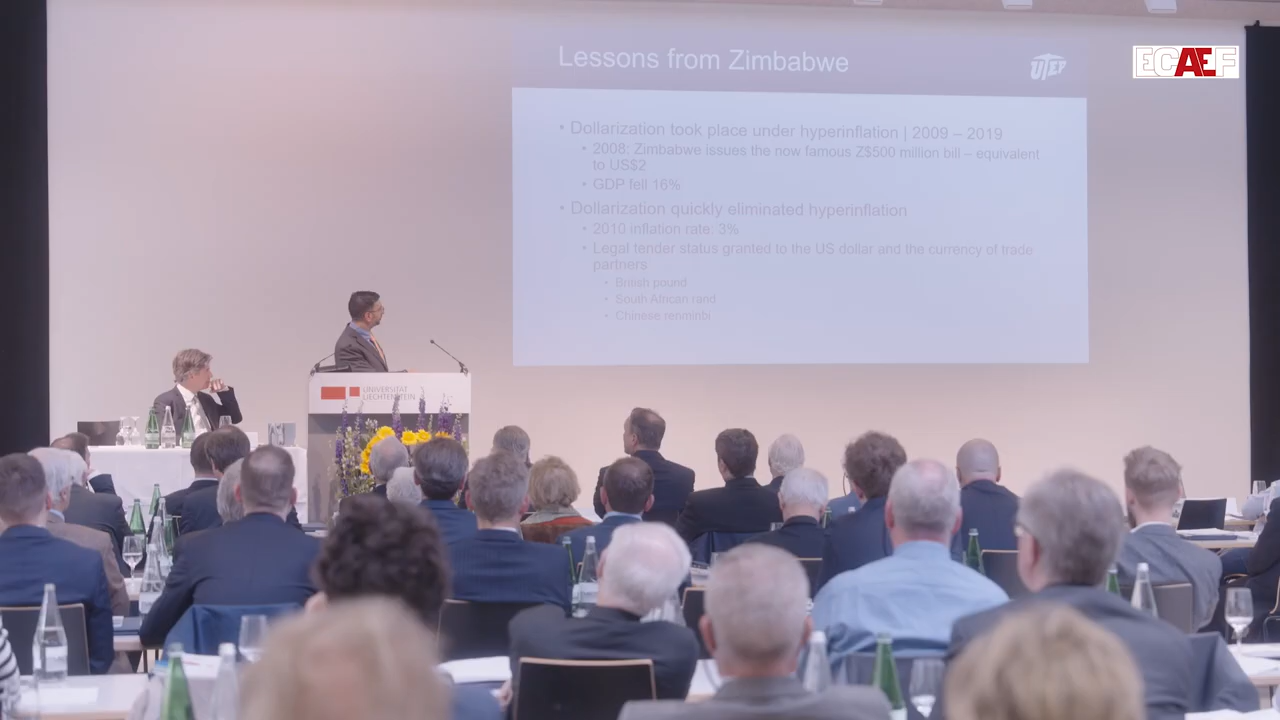 Lessons from Zimbabwe
UTEP
ECAEF
• Dollarization took place under hyperinflation | 2009 – 2019
• 2008: Zimbabwe issues the now famous Z$500 million bill – equivalent
to US$2
• GDP fell 16%
• Dollarization quickly eliminated hyperinflation
• 2010 inflation rate: 3%
• Legal tender status granted to the US dollar and the currency of trade
partners
• British pound
• South African rand
• Chinese renminbi
UNIVERSITÄT
LIECHTENSTEIN